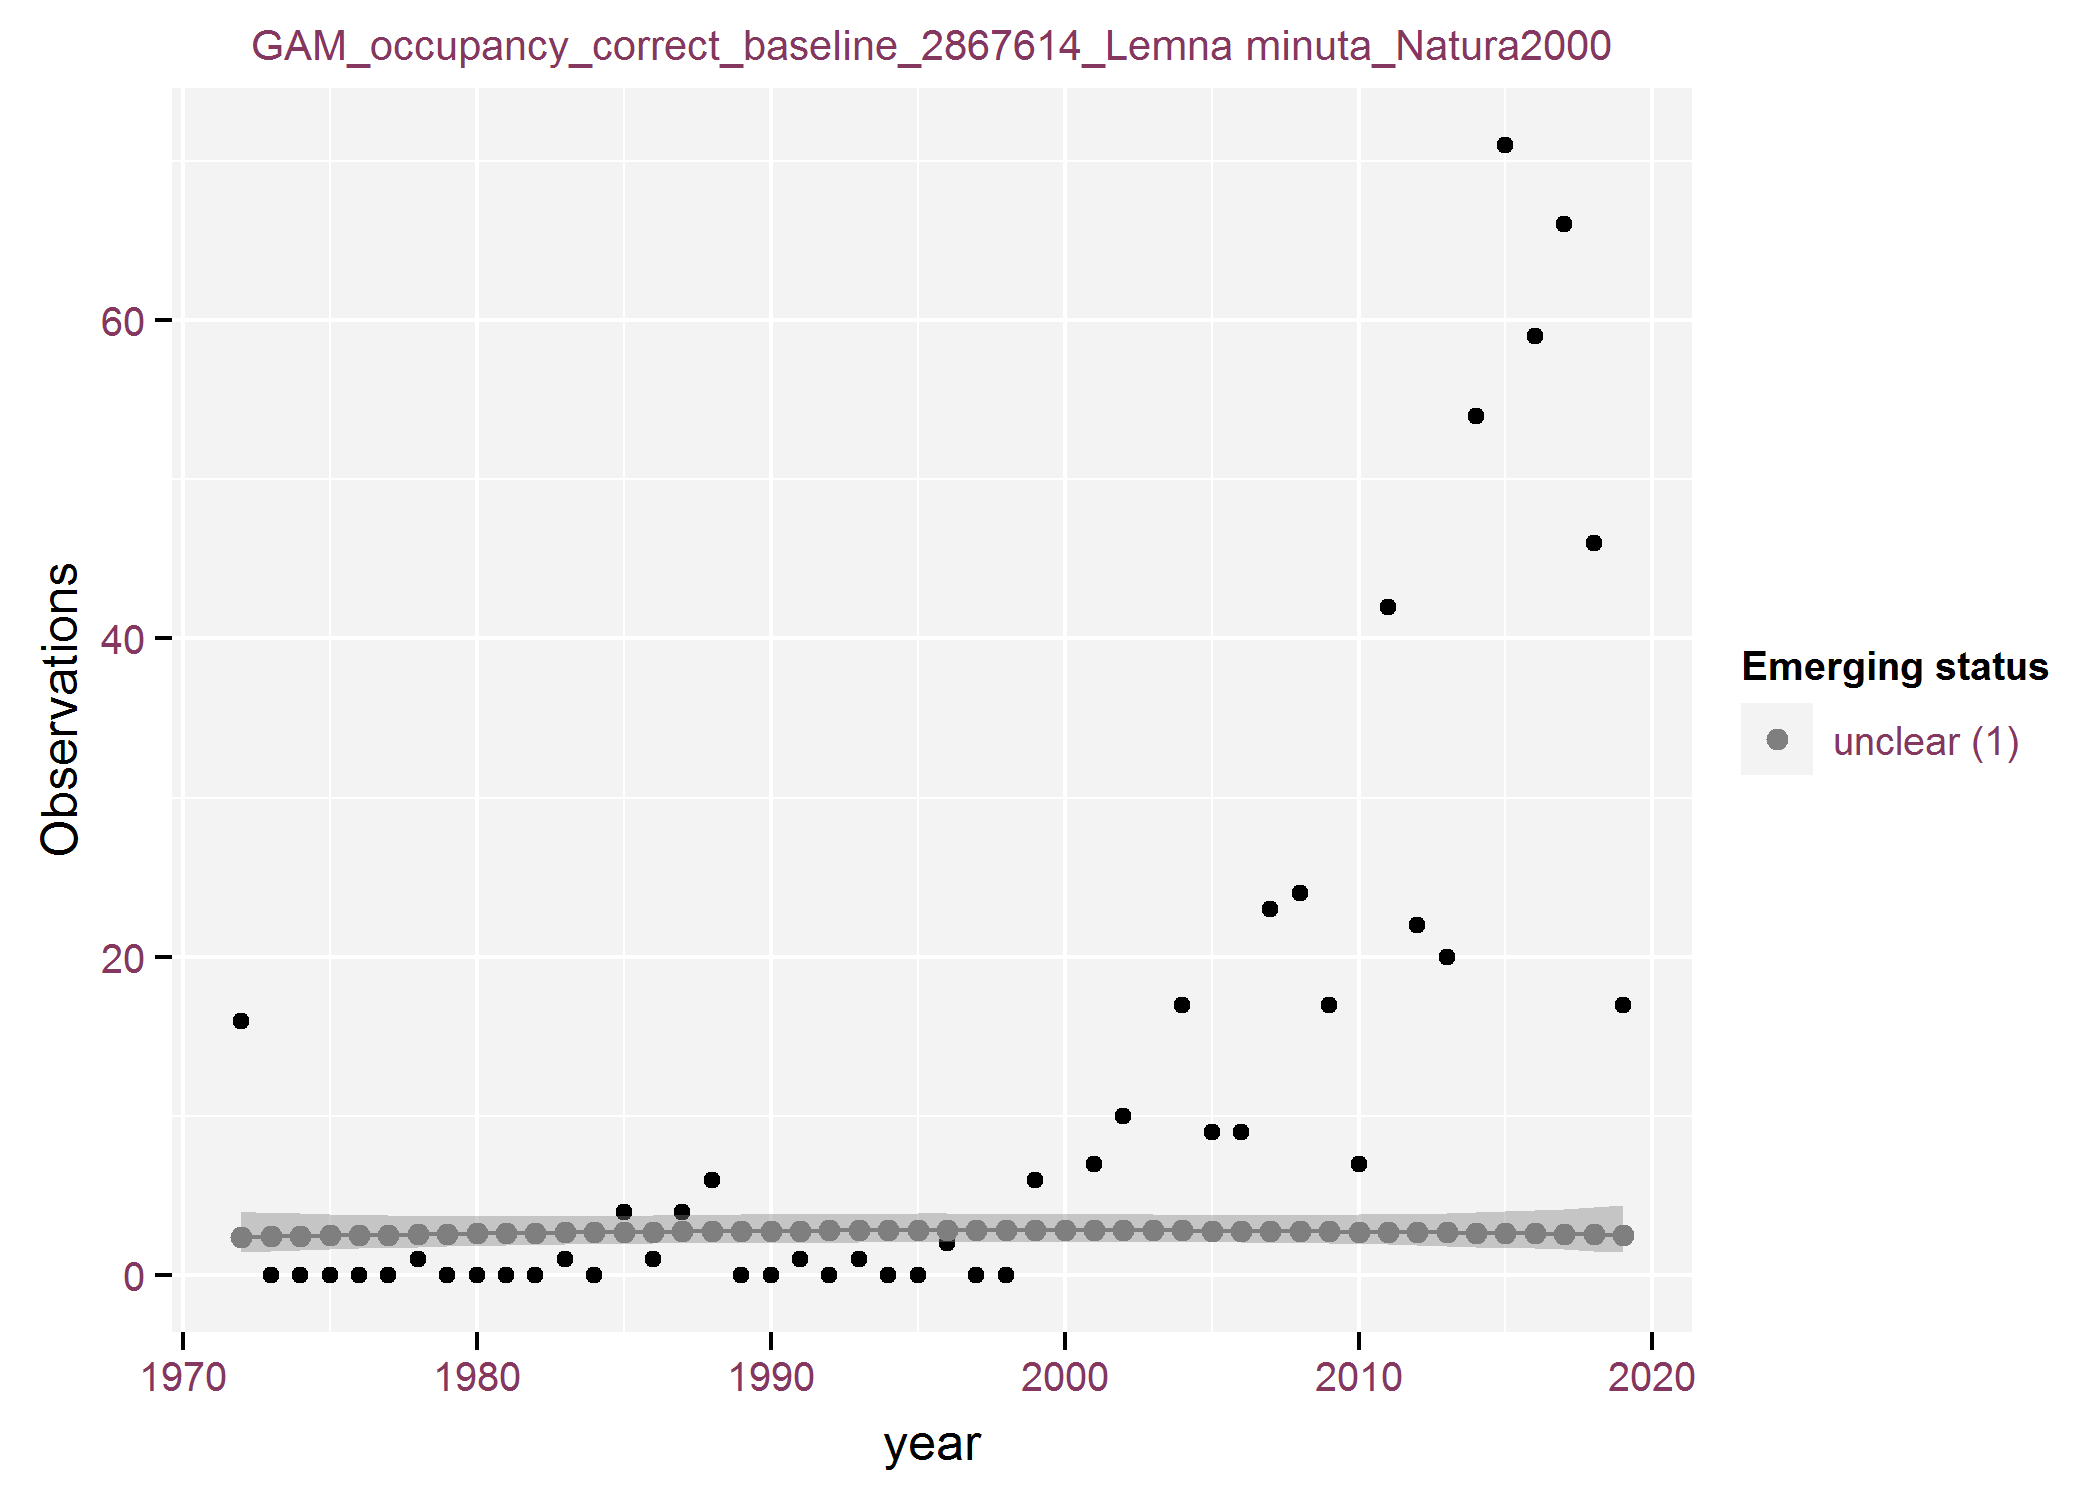 GAM_occupancy_correct_baseline_2867614_Lemna minuta_Natura2000
Observations
60
40
20
0
1970 1980 1990 2000 2010 2020
year
Emerging status
unclear (1)